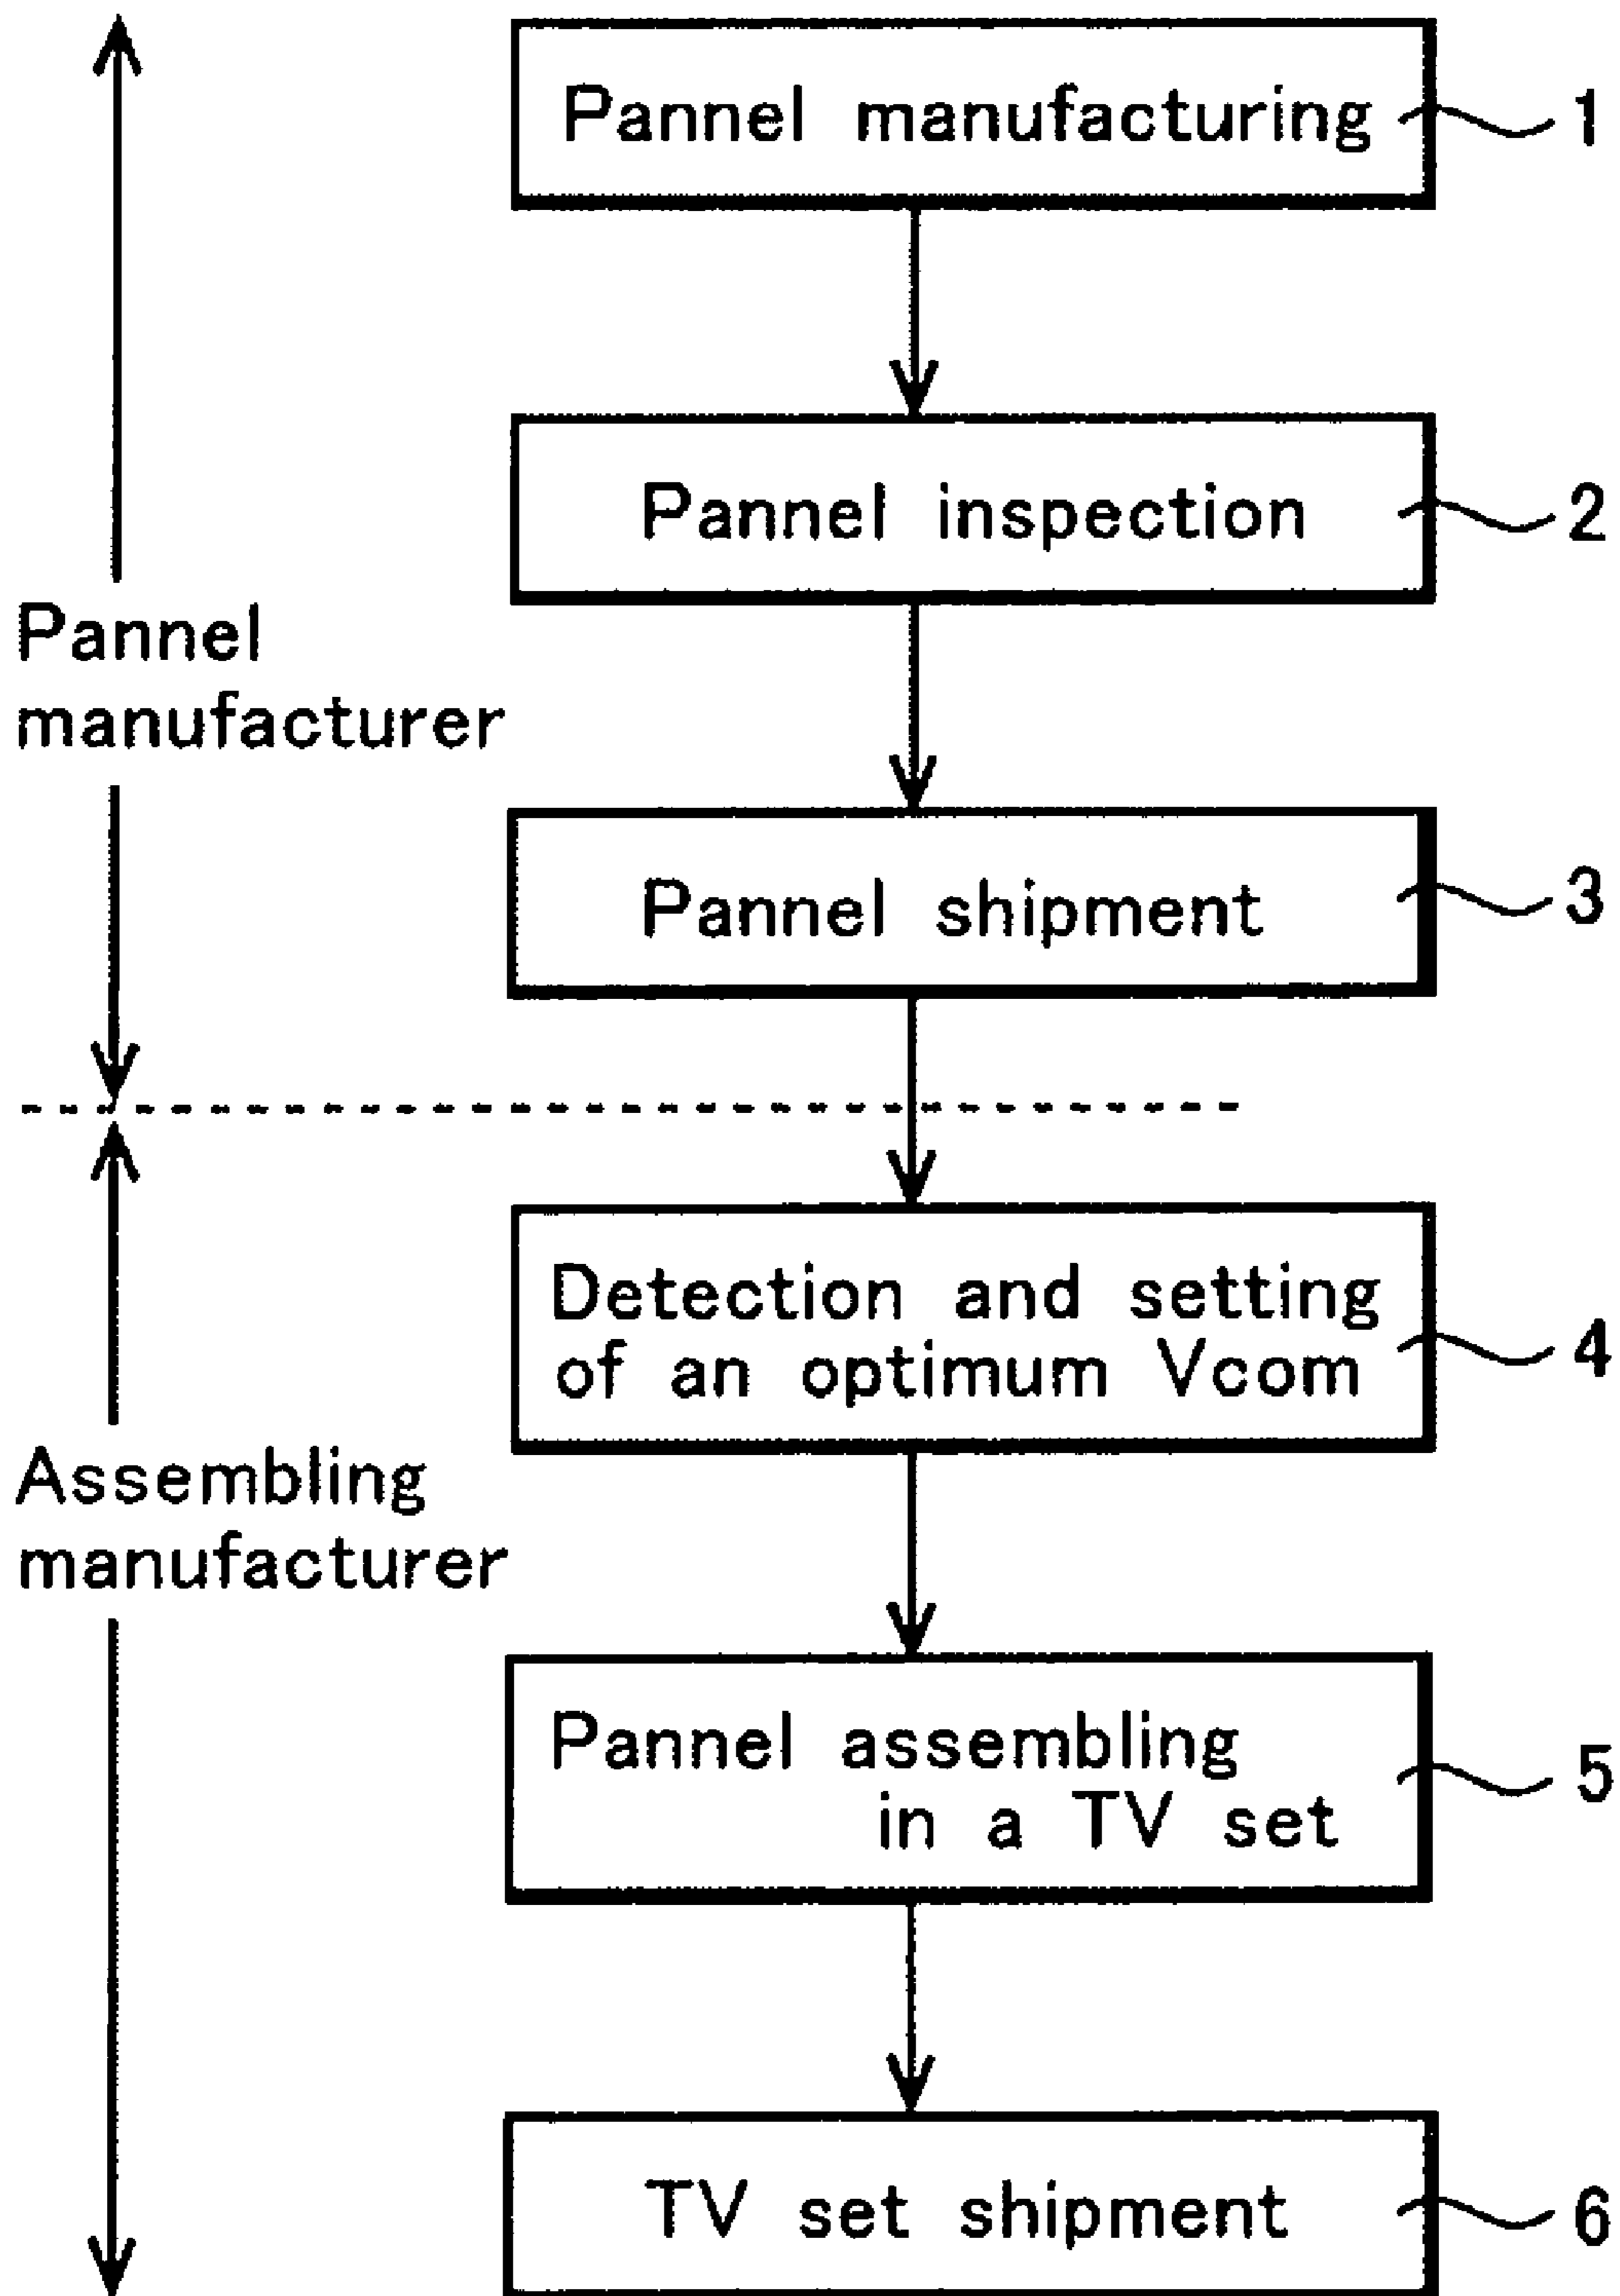 Pannel manufacturing
1
Pannel inspection
2
Pannel
manufacturer
Pannel shipment
3
Detection and setting
of an optimum Vcom
4
Assembling
manufacturer
Pannel assembling
in a TV set
5
TV set shipment
6